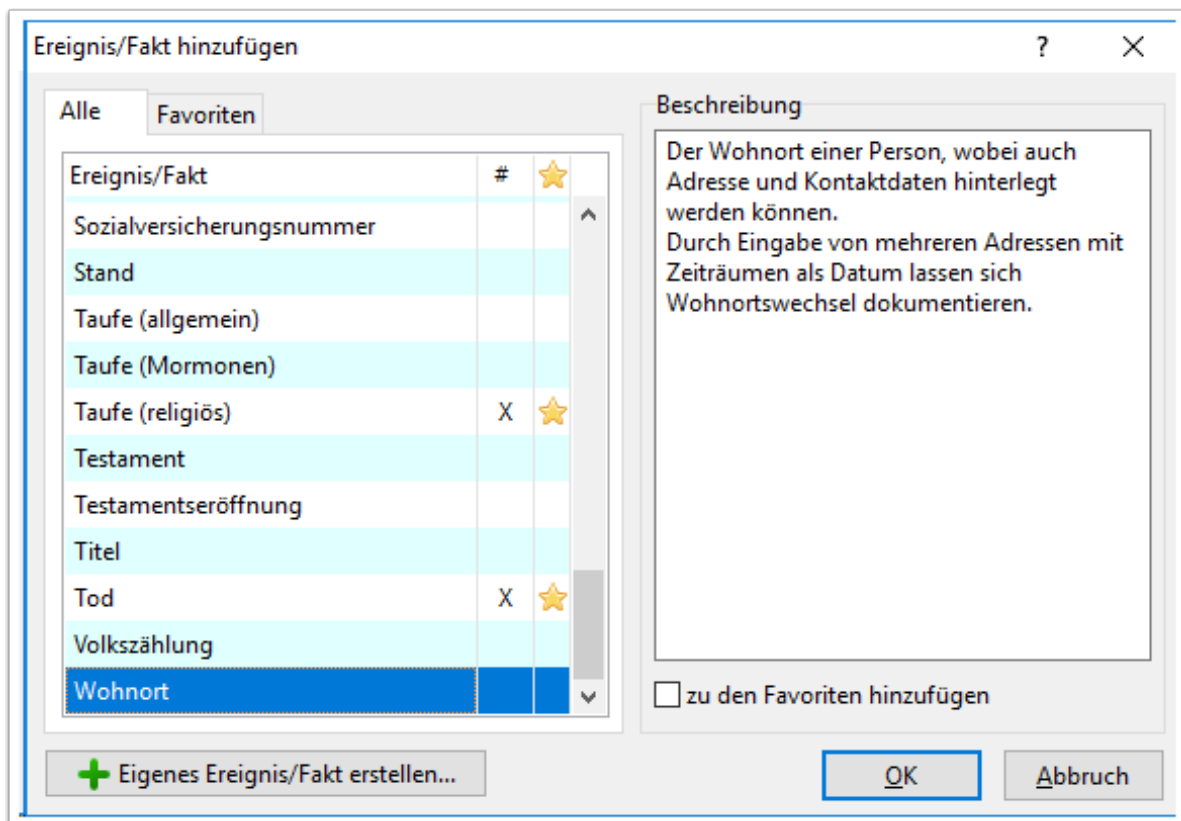 Ereignis/Fakt hinzufügen ?
Alle Favoriten
Ereignis/Fakt #
Sozialversicherungsnummer
Stand
Taufe (allgemein)
Taufe (Mormonen)
Taufe (religiös) X
Testament
Testamentseröffnung
Titel
Tod X
Volkszählung
Wohnort
Eigenes Ereignis/Fakt erstellen...
Beschreibung
Der Wohnort einer Person, wobei auch
Adresse und Kontaktdaten hinterlegt
werden können.
Durch Eingabe von mehreren Adressen mit
Zeiträumen als Datum lassen sich
Wohnortswechsel dokumentieren.
zu den Favoriten hinzufügen
OK Abbruch